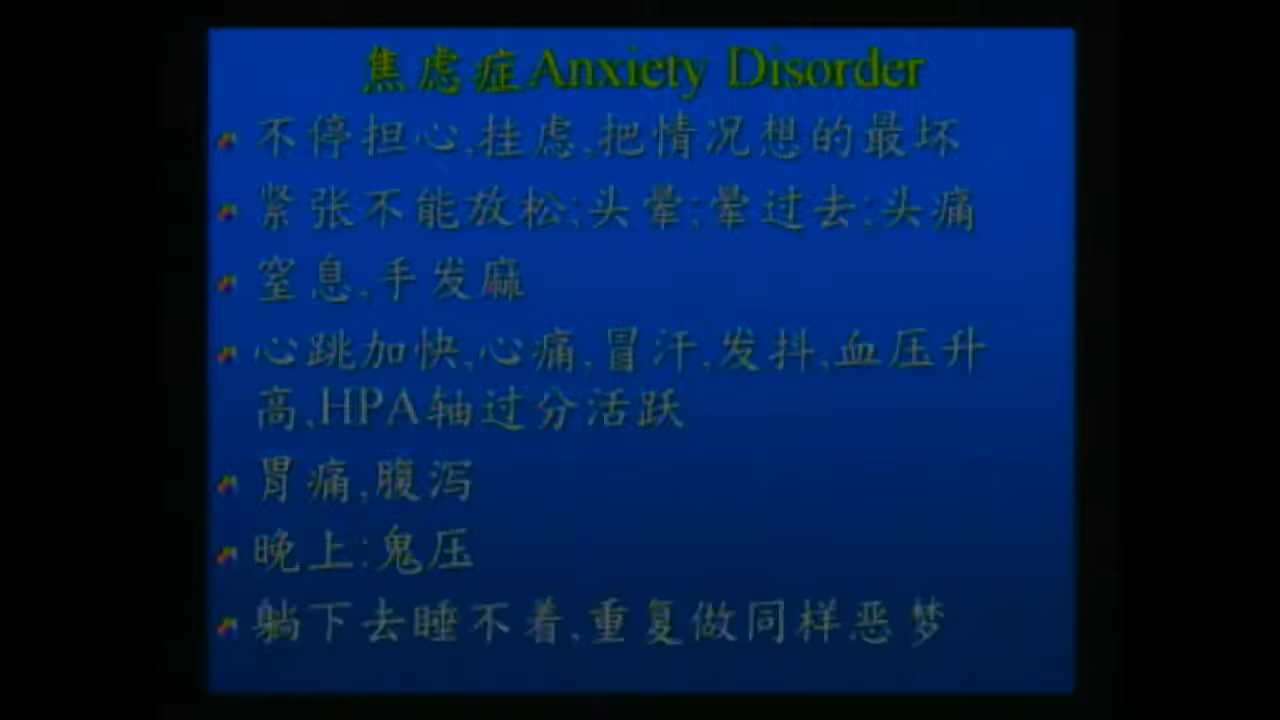 焦虑症Anxiety Disorder
不停担心,挂虑,把情况想的最坏
紧张不能放松;头晕;晕过去;头痛
窒息,手发麻
心跳加快,心痛,冒汗,发抖,血压升
高,HPA轴过分活跃
胃痛,腹泻
晚上:鬼压
躺下去睡不着,重复做同样恶梦